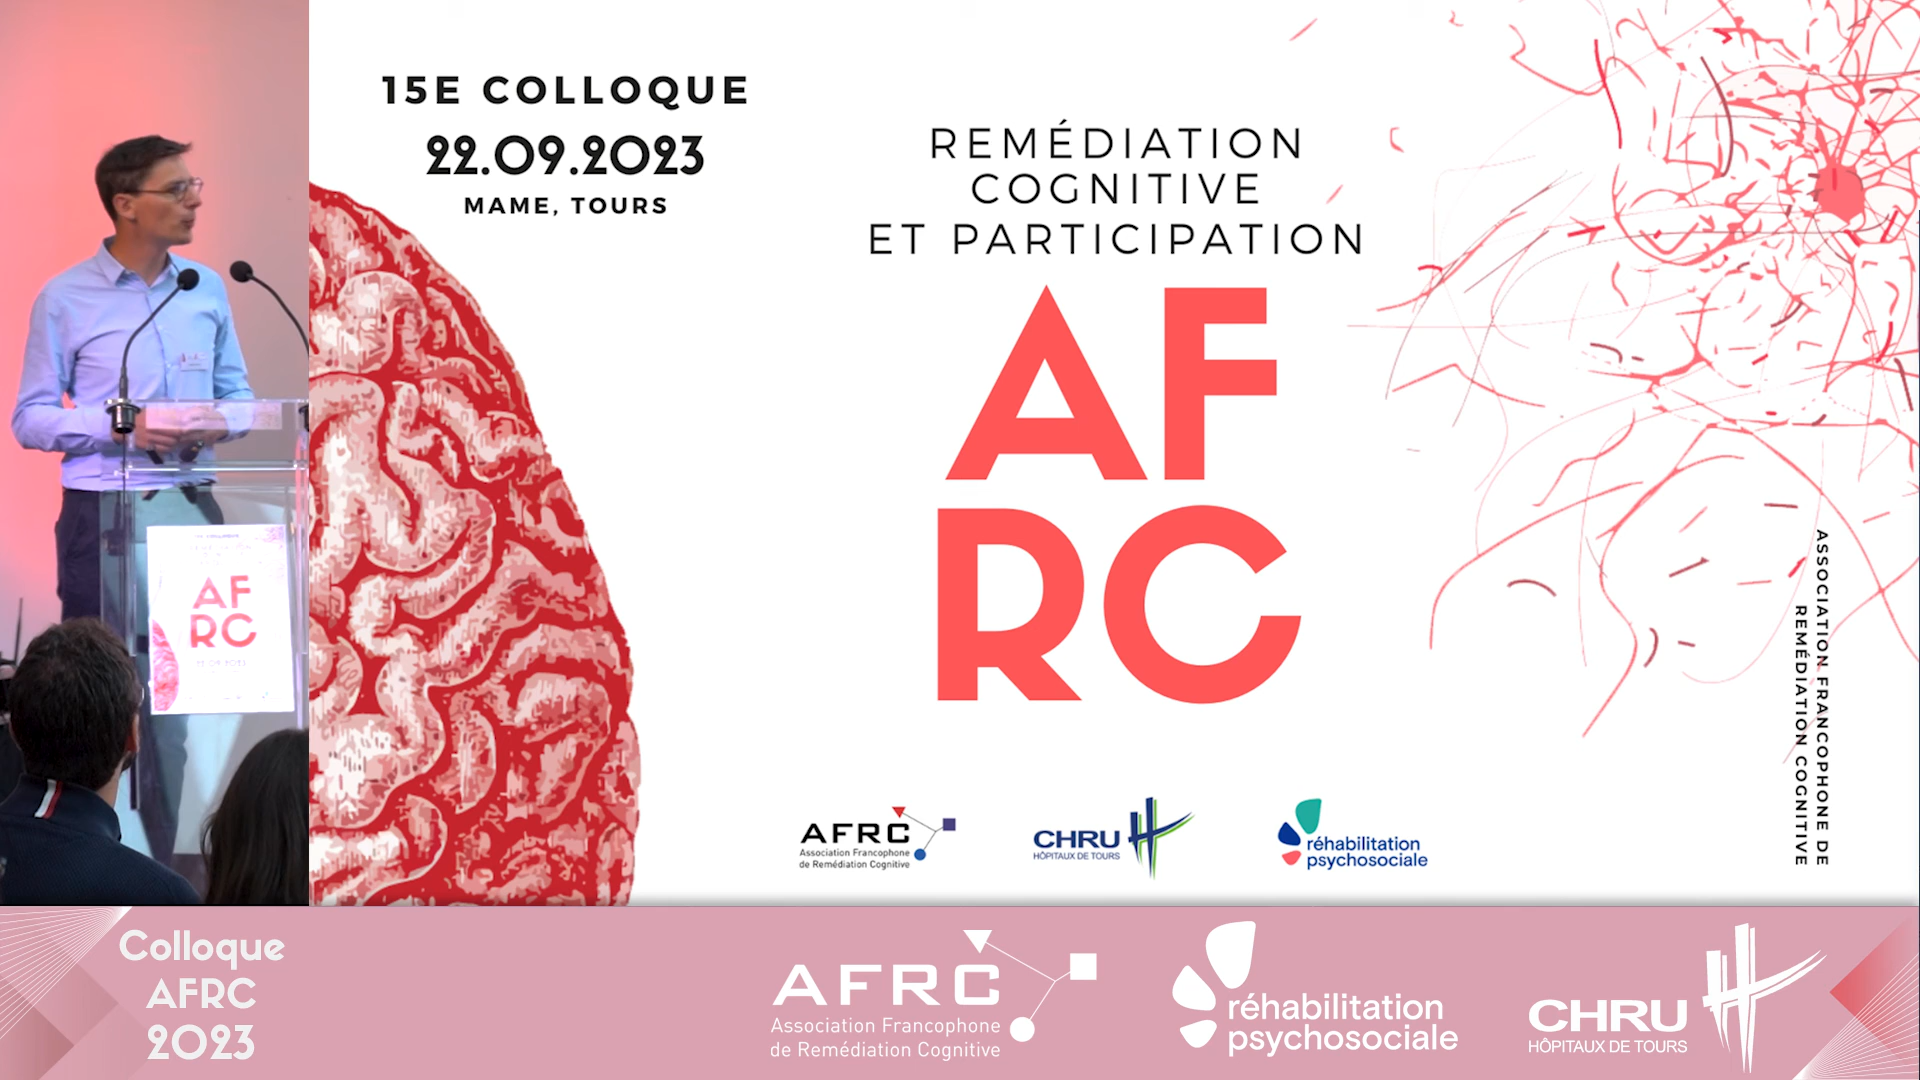 15E COLLOQUE
22.09.2023
MAME, TOURS
REMÉDIATION
COGNITIVE
ET PARTICIPATION
AF
RC
ASSOCIATION FRANCOPHONE DE
REMÉDIATION COGNITIVE
AFRC
Association Francophone
de Remédiation Cognitive
CHRU
HÔPITAUX DE TOURS
réhabilitation
psychosociale
AF
RC
Colloque
AFRC
2023
AFRC
Association Francophone
de Remédiation Cognitive
réhabilitation
psychosociale
CHRU
HÔPITAUX DE TOURS